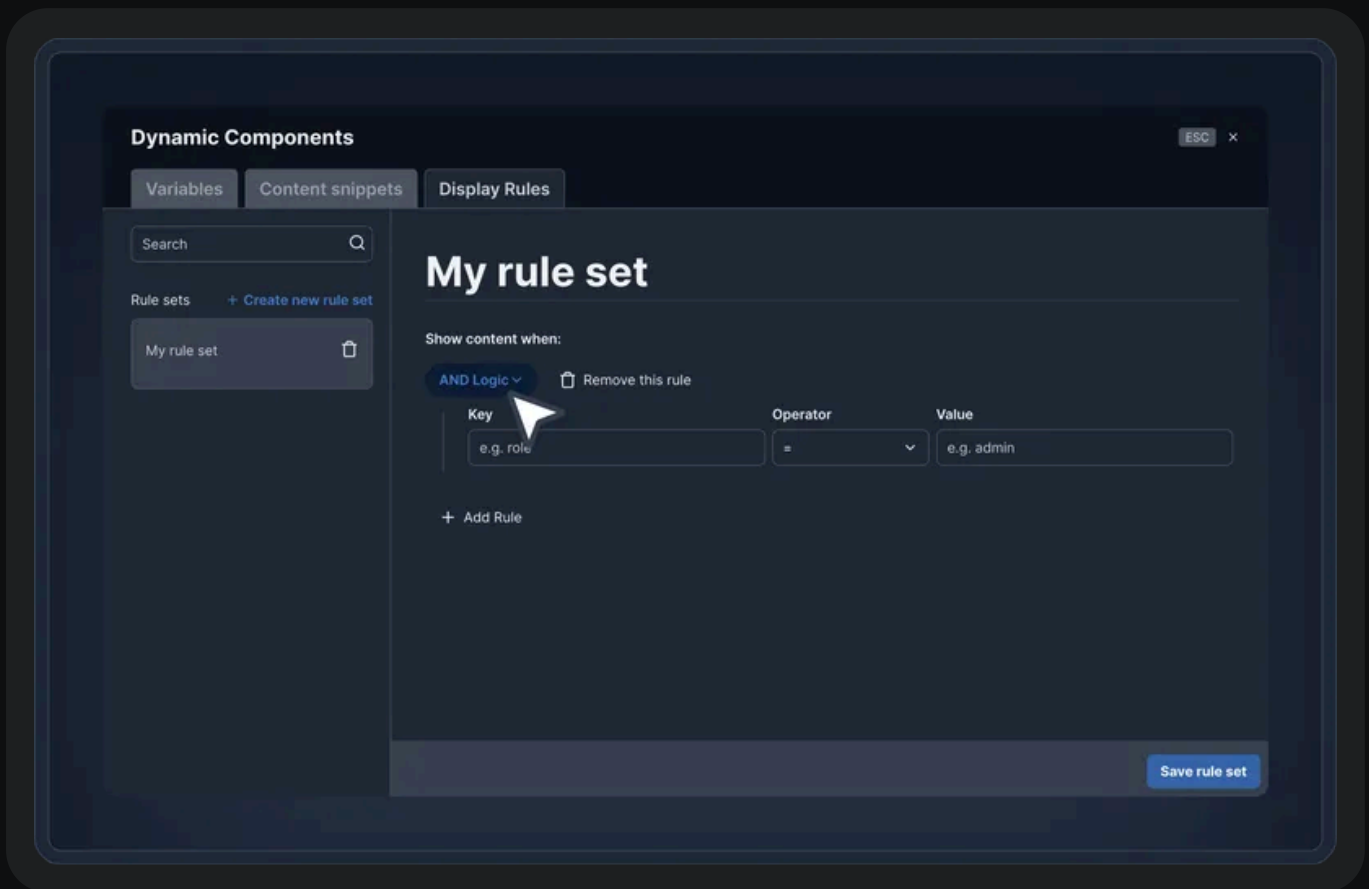 Dynamic Components
ESC ×
Variables Content snippets Display Rules
Search
Rule sets + Create new rule set
My rule set
My rule set
Show content when:
AND Logic Remove this rule
Key Operator Value
e.g. role = e.g. admin
+ Add Rule
Save rule set